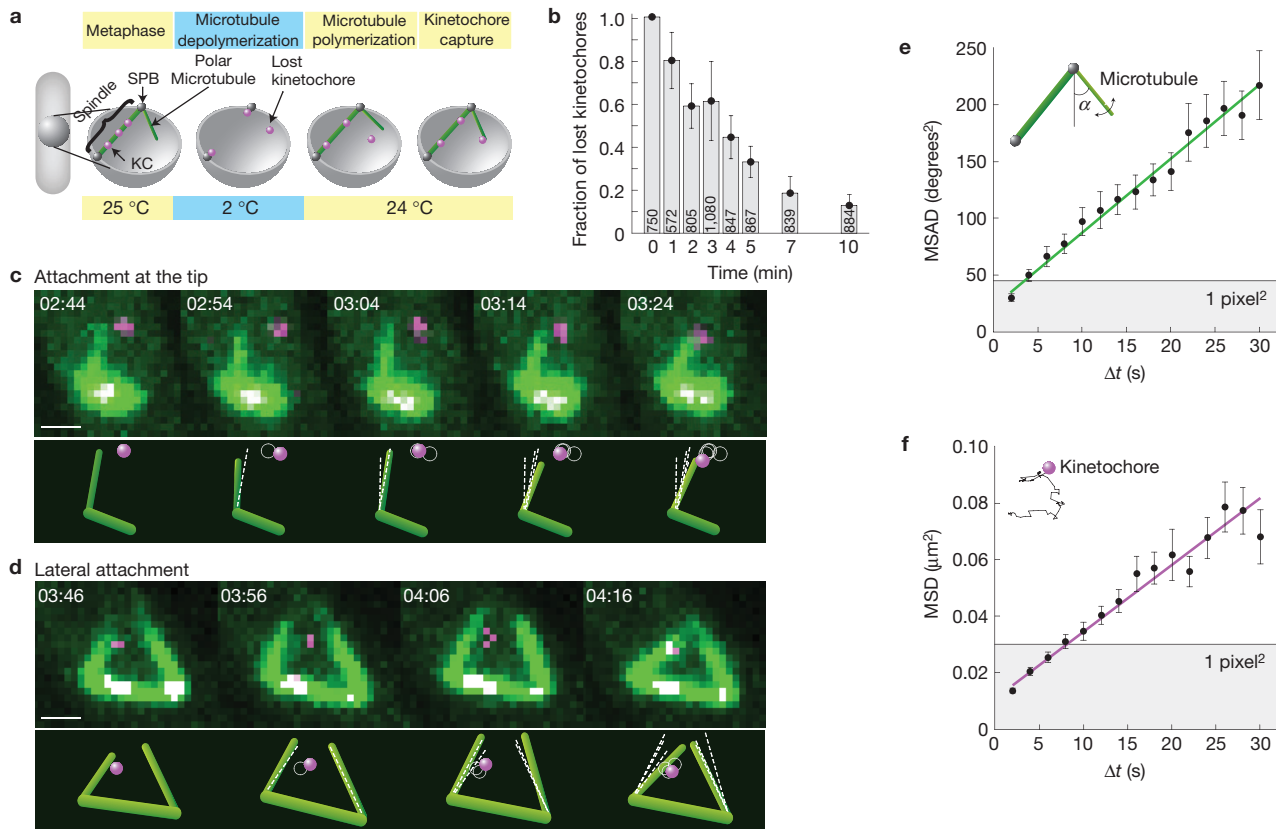 a
Metaphase
Microtubule
depolymerization
Microtubule
polymerization
Kinetochore
capture
Spindle
SPB
Polar
Microtubule
Lost
kinetochore
KC
25 °C
2 °C
24 °C
b
Fraction of lost kinetochores
1.0
0.8
0.6
0.4
0.2
0
750
572
805
1,080
847
867
839
884
0 1 2 3 4 5 7 10
Time (min)
c Attachment at the tip
02:44
02:54
03:04
03:14
03:24
d Lateral attachment
03:46
03:56
04:06
04:16
e
MSAD (degrees²)
250
200
150
100
50
0
Microtubule
α
1 pixel²
0 5 10 15 20 25 30
Δt (s)
f
MSD (μm²)
0.10
0.08
0.06
0.04
0.02
0
Kinetochore
1 pixel²
0 5 10 15 20 25 30
Δt (s)